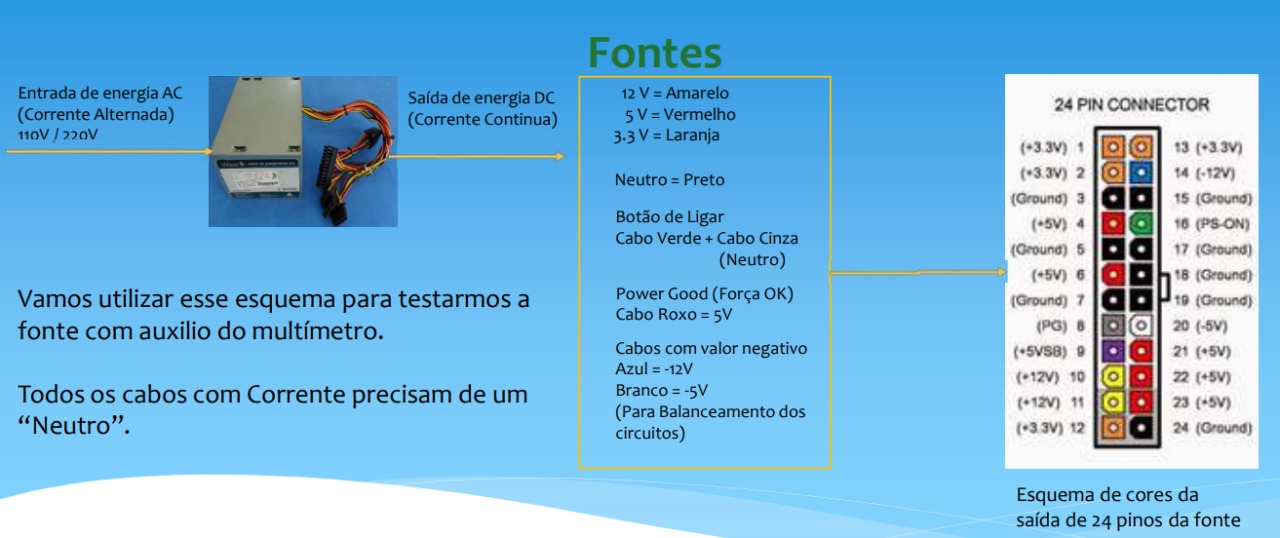 Fontes
Entrada de energia AC
(Corrente Alternada)
110V / 220V
Saída de energia DC
(Corrente Continua)
12 V = Amarelo
5 V = Vermelho
3.3 V = Laranja
Neutro = Preto
Botão de Ligar
Cabo Verde + Cabo Cinza
(Neutro)
Power Good (Força OK)
Cabo Roxo = 5V
Cabos com valor negativo
Azul = -12V
Branco = -5V
(Para Balanceamento dos
circuitos)
Vamos utilizar esse esquema para testarmos a
fonte com auxilio do multímetro.
Todos os cabos com Corrente precisam de um
“Neutro”.
24 PIN CONNECTOR
(+3.3V) 1 13 (+3.3V)
(+3.3V) 2 14 (-12V)
(Ground) 3 15 (Ground)
(+5V) 4 16 (PS-ON)
(Ground) 5 17 (Ground)
(+5V) 6 18 (Ground)
(Ground) 7 19 (Ground)
(PG) 8 20 (-5V)
(+5VSB) 9 21 (+5V)
(+12V) 10 22 (+5V)
(+12V) 11 23 (+5V)
(+3.3V) 12 24 (Ground)
Esquema de cores da
saída de 24 pinos da fonte